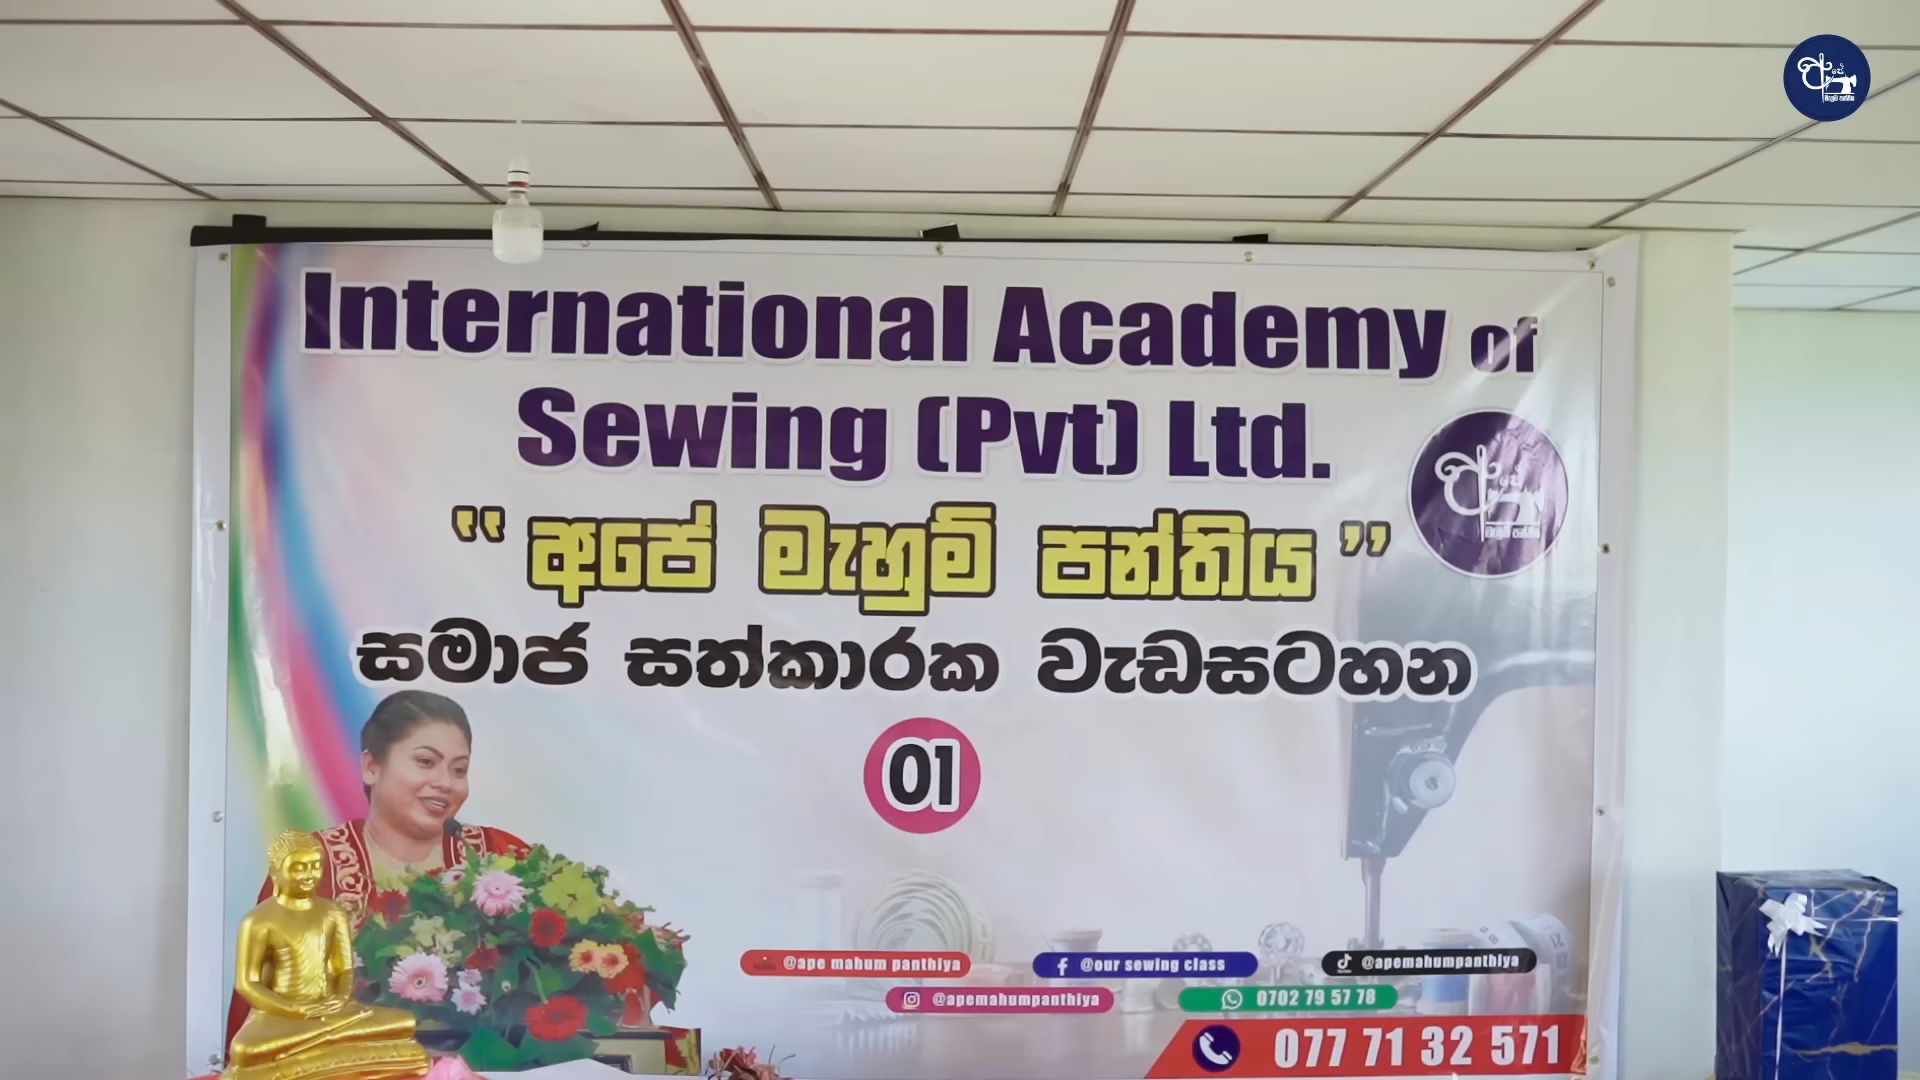 International Academy of
Sewing (Pvt) Ltd.
" අපේ මැහුම් පන්තිය "
සමාජ සත්කාරක වැඩසටහන
01
@ape mahum panthiya
@our sewing class
@apemahumpanthiya
@apemahumpanthiya
0702 79 57 78
077 71 32 571